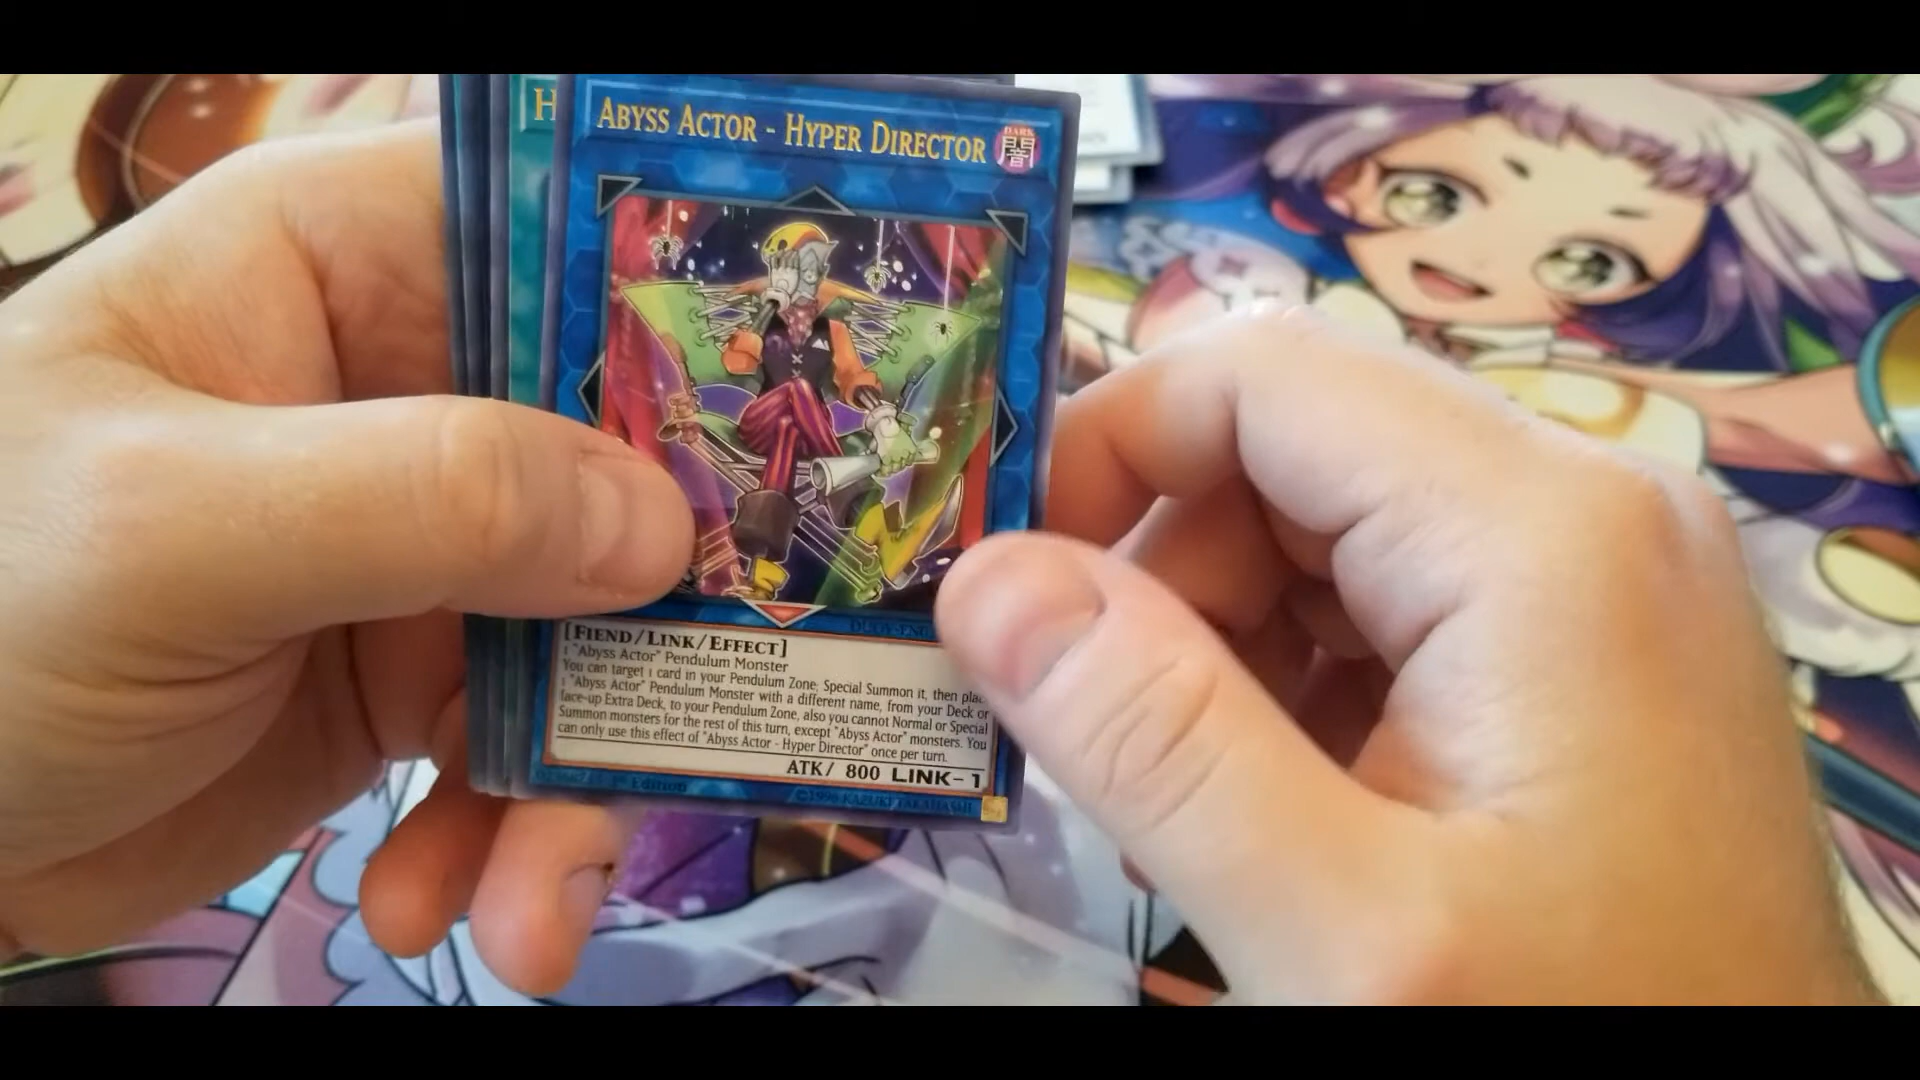 H
ABYSS ACTOR - HYPER DIRECTOR
DARK
闇
[FIEND/LINK/EFFECT]
1 "Abyss Actor" Pendulum Monster
You can target 1 card in your Pendulum Zone; Special Summon it, then
1 "Abyss Actor" Pendulum Monster with a different name, from your Deck or
face-up Extra Deck, to your Pendulum Zone, also you cannot Normal or Special
Summon monsters for the rest of this turn, except "Abyss Actor" monsters. You
can only use this effect of "Abyss Actor - Hyper Director" once per turn.
ATK/ 800 LINK-1
1st Edition
©1996 KAZUKI TAKAHASHI